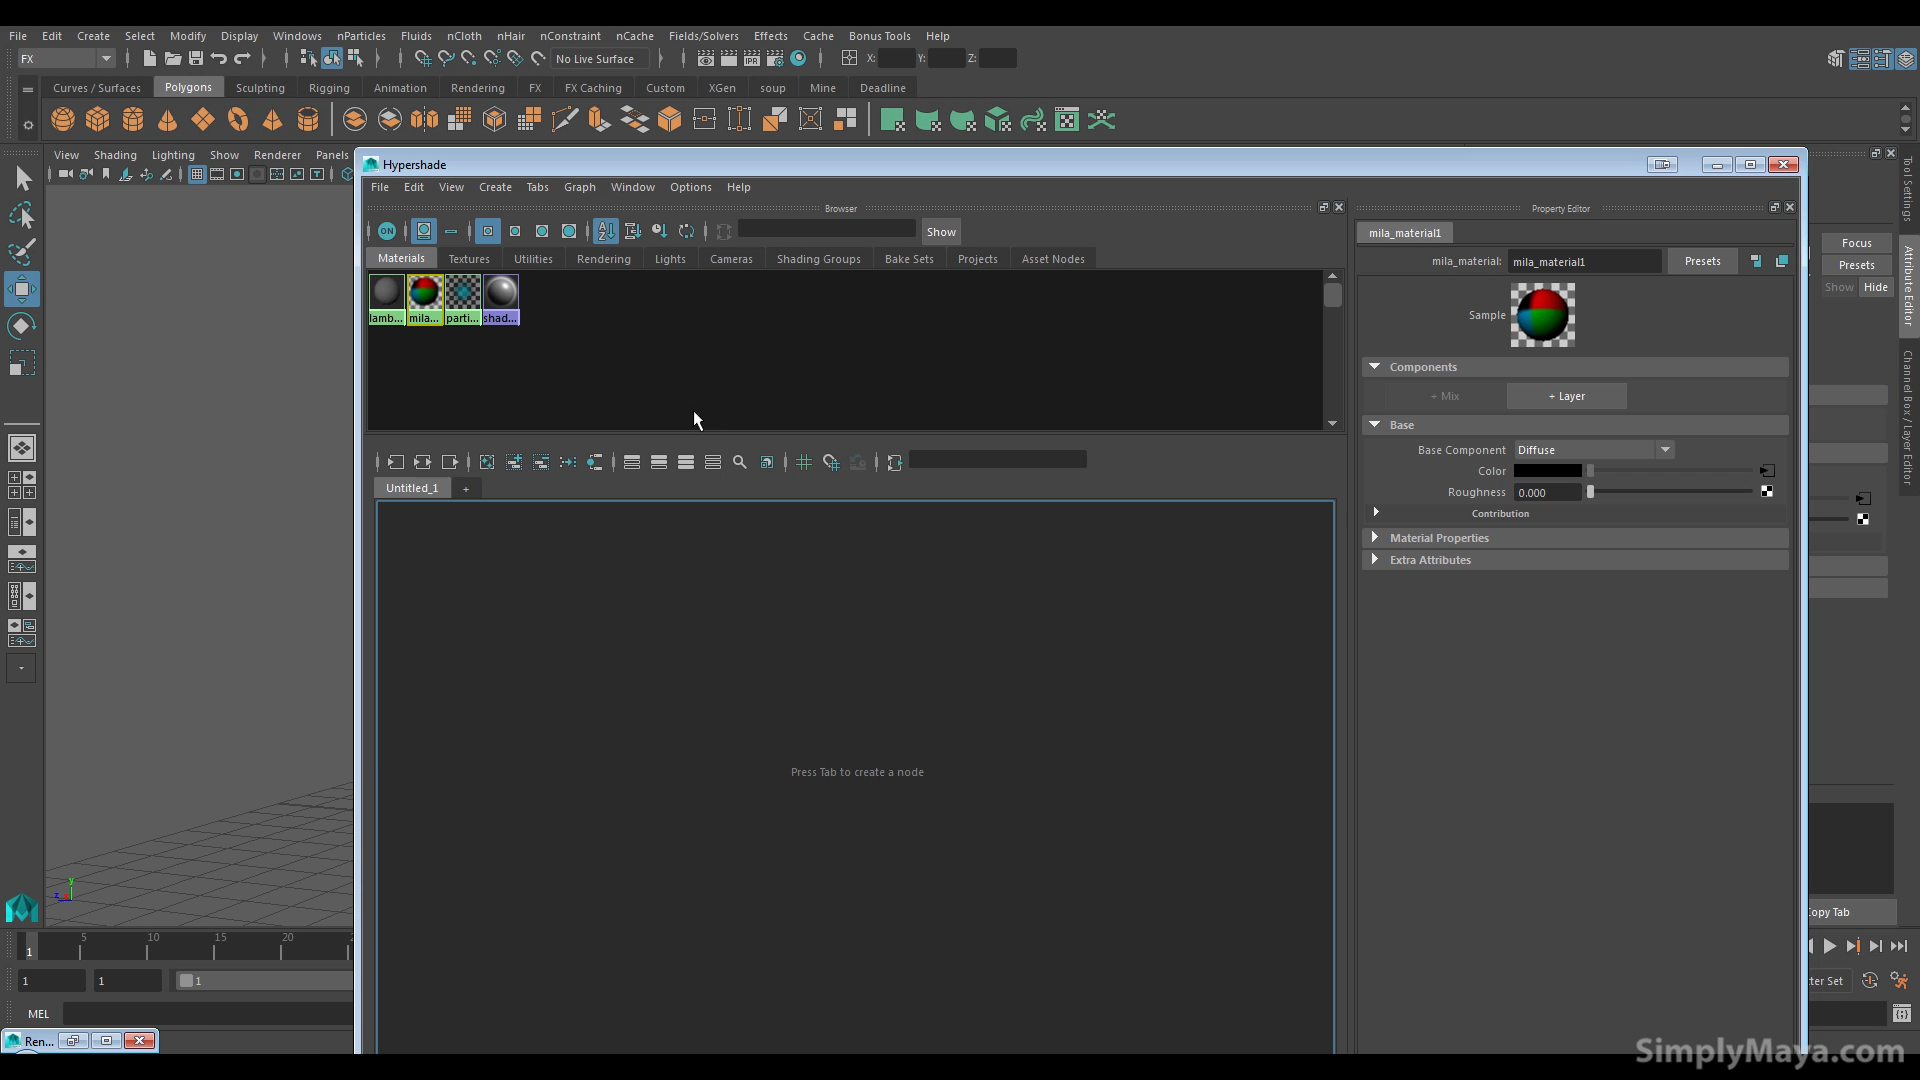 File Edit Create Select Modify Display Windows nParticles Fluids nCloth nHair nConstraint nCache Fields/Solvers Effects Cache Bonus Tools Help
FX No Live Surface IPR X: Y: Z:
Curves / Surfaces Polygons Sculpting Rigging Animation Rendering FX FX Caching Custom XGen soup Mine Deadline
View Shading Lighting Show Renderer Panels
Hypershade
File Edit View Create Tabs Graph Window Options Help
Browser
Property Editor
ON Show
mila_material1
Materials Textures Utilities Rendering Lights Cameras Shading Groups Bake Sets Projects Asset Nodes
mila_material: mila_material1 Presets
lamb... mila... parti... shad...
Sample
Components
+ Mix + Layer
Base
Base Component Diffuse
Color
Roughness 0.000
Contribution
Material Properties
Extra Attributes
Untitled_1 +
Press Tab to create a node
Focus
Presets
Show Hide
Tool Settings
Attribute Editor
Channel Box / Layer Editor
Copy Tab
1 5 10 15 20
1 1 1
ter Set
MEL
Ren...
SimplyMaya.com